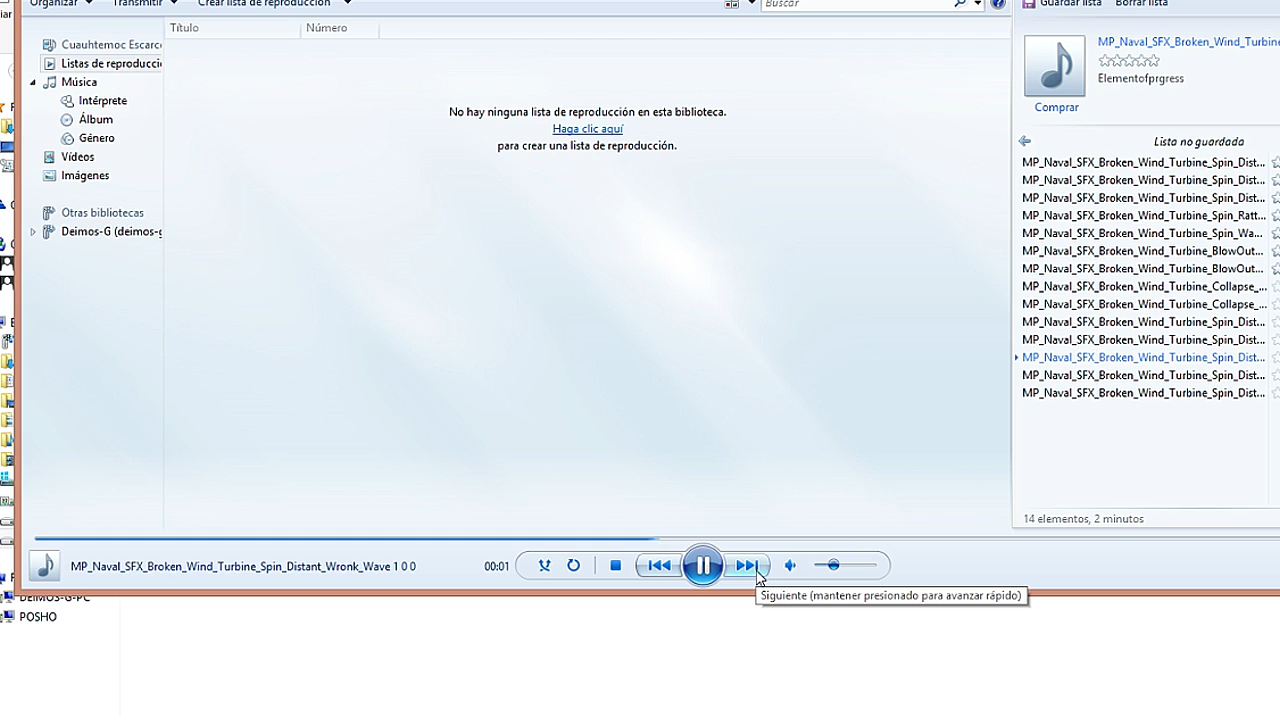 Organizar
Transmitir
Crear lista de reproducción
Buscar
Guardar lista
Borrar lista
Título
Número
Cuauhtemoc Escarc
Listas de reproducci
Música
Intérprete
Álbum
Género
Vídeos
Imágenes
Otras bibliotecas
Deimos-G (deimos-g
No hay ninguna lista de reproducción en esta biblioteca.
Haga clic aquí
para crear una lista de reproducción.
MP_Naval_SFX_Broken_Wind_Turbine
Elementofprgress
Comprar
Lista no guardada
MP_Naval_SFX_Broken_Wind_Turbine_Spin_Dist...
MP_Naval_SFX_Broken_Wind_Turbine_Spin_Dist...
MP_Naval_SFX_Broken_Wind_Turbine_Spin_Dist...
MP_Naval_SFX_Broken_Wind_Turbine_Spin_Ratt...
MP_Naval_SFX_Broken_Wind_Turbine_Spin_Wa...
MP_Naval_SFX_Broken_Wind_Turbine_BlowOut...
MP_Naval_SFX_Broken_Wind_Turbine_BlowOut...
MP_Naval_SFX_Broken_Wind_Turbine_Collapse_...
MP_Naval_SFX_Broken_Wind_Turbine_Collapse_...
MP_Naval_SFX_Broken_Wind_Turbine_Spin_Dist...
MP_Naval_SFX_Broken_Wind_Turbine_Spin_Dist...
MP_Naval_SFX_Broken_Wind_Turbine_Spin_Dist...
MP_Naval_SFX_Broken_Wind_Turbine_Spin_Dist...
MP_Naval_SFX_Broken_Wind_Turbine_Spin_Dist...
14 elementos, 2 minutos
MP_Naval_SFX_Broken_Wind_Turbine_Spin_Distant_Wronk_Wave 1 0 0
00:01
Siguiente (mantener presionado para avanzar rápido)
DEIMOS-G-PC
POSHO